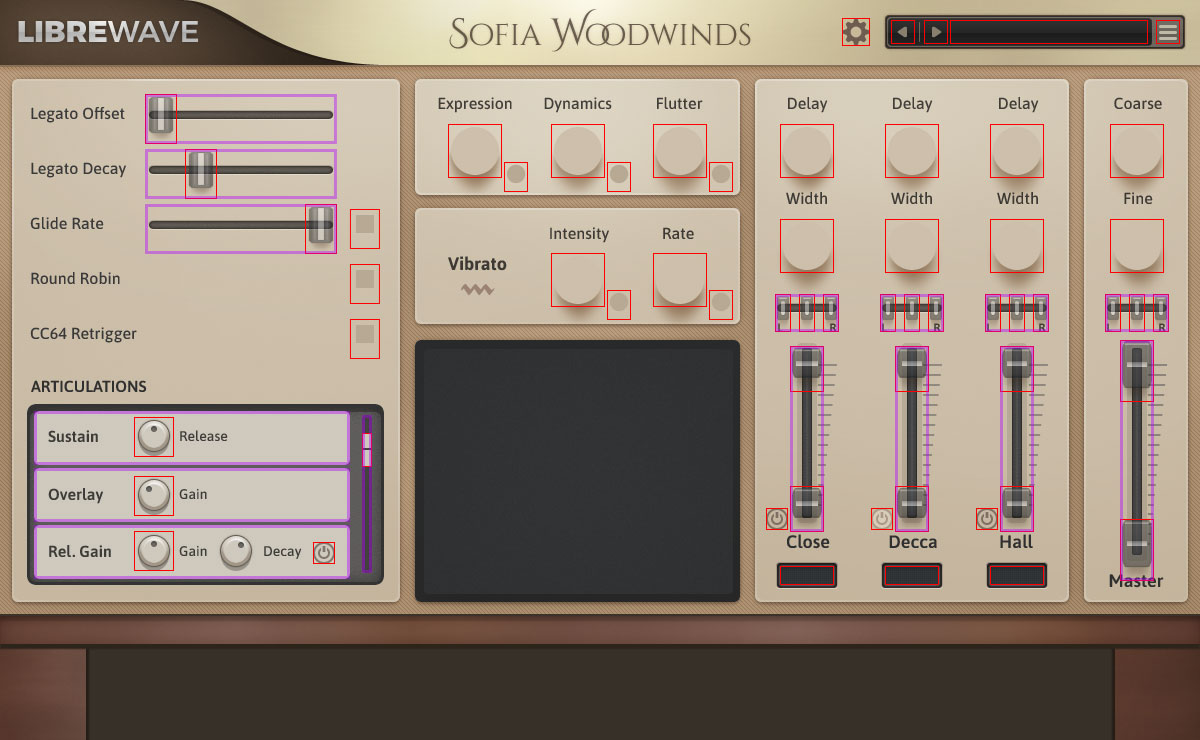 LIBREWAVE
SOFIA WOODWINDS
Legato Offset
Legato Decay
Glide Rate
Round Robin
CC64 Retrigger
ARTICULATIONS
Sustain Release
Overlay Gain
Rel. Gain Gain Decay
Expression Dynamics Flutter
Vibrato
Intensity Rate
Delay Delay Delay
Width Width Width
L R L R L R
Close Decca Hall
Coarse
Fine
L R
Master